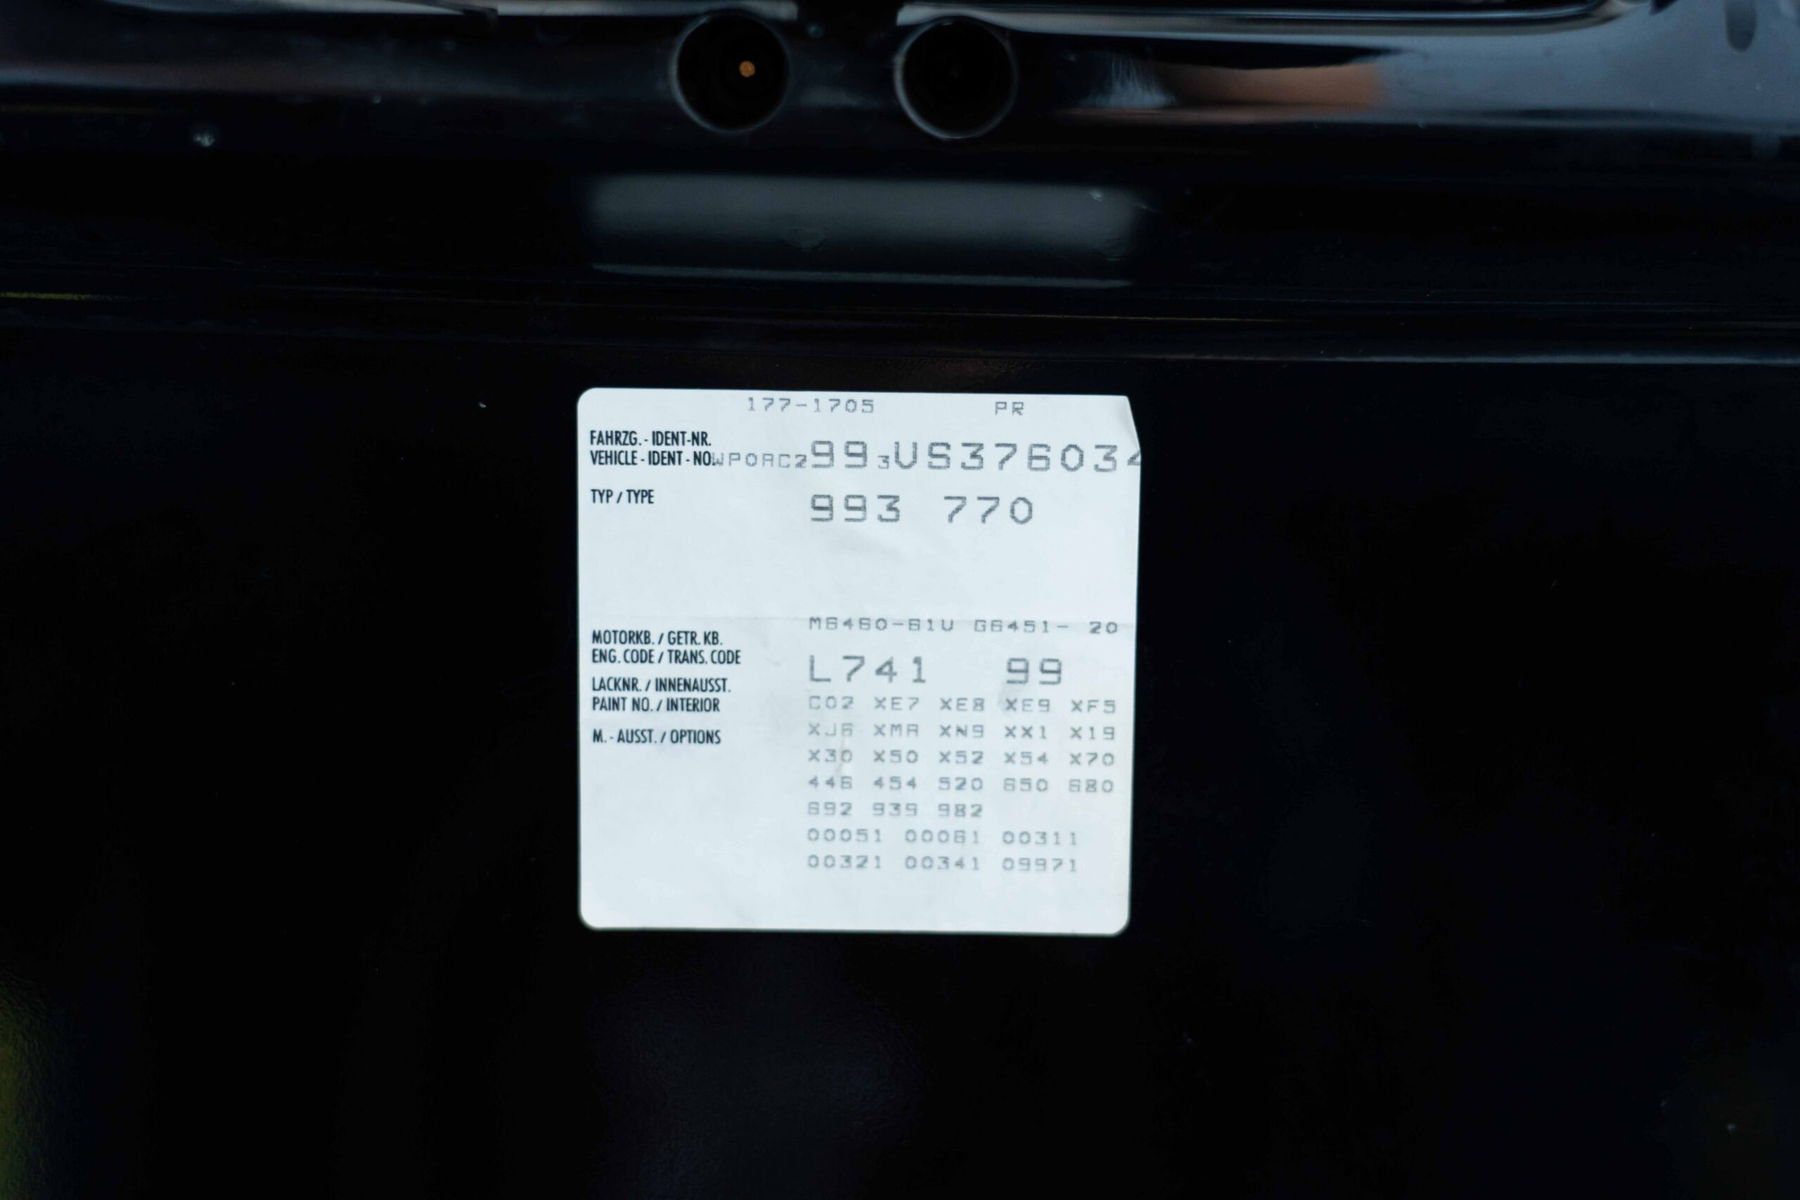 177-1705 PR
FAHRZG.- IDENT-NR.
VEHICLE - IDENT - NO. WP0AC2993US376034
TYP / TYPE 993 770
MOTORKB. / GETR. KB. M6460-61U G6451- 20
ENG. CODE / TRANS. CODE
LACKNR. / INNENAUSST. L741 99
PAINT NO. / INTERIOR C02 XE7 XE8 XE9 XF5
M. - AUSST. / OPTIONS XJ6 XMA XN9 XX1 X19
X30 X50 X52 X54 X70
446 454 520 650 680
692 939 982
00051 00061 00311
00321 00341 09971